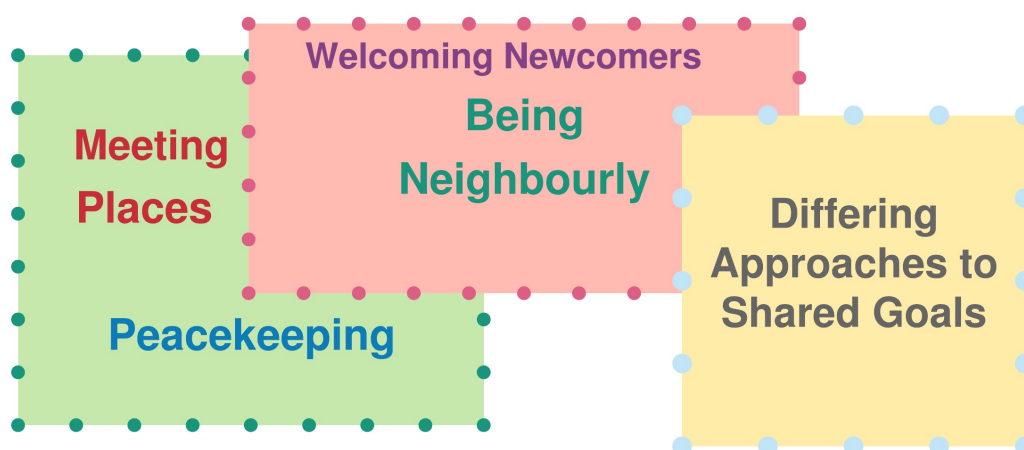 Welcoming Newcomers
Being
Neighbourly
Meeting
Places
Peacekeeping
Differing
Approaches to
Shared Goals